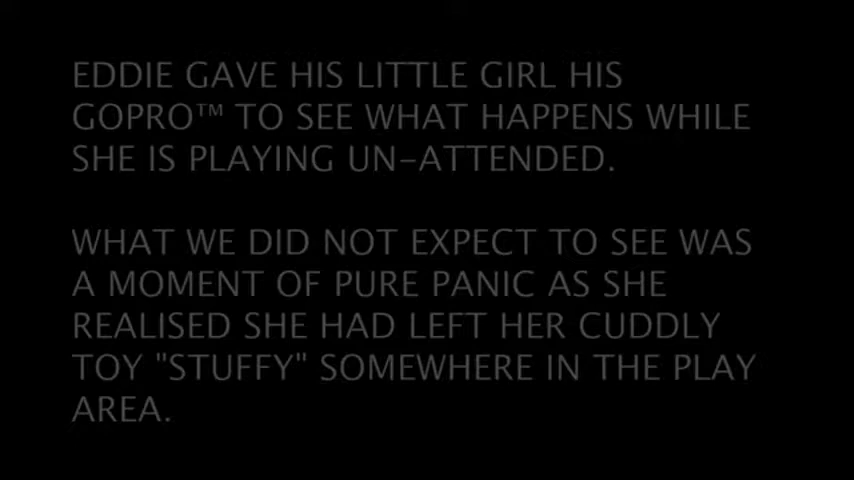 EDDIE GAVE HIS LITTLE GIRL HIS
GOPRO™ TO SEE WHAT HAPPENS WHILE
SHE IS PLAYING UN-ATTENDED.
WHAT WE DID NOT EXPECT TO SEE WAS
A MOMENT OF PURE PANIC AS SHE
REALISED SHE HAD LEFT HER CUDDLY
TOY "STUFFY" SOMEWHERE IN THE PLAY
AREA.